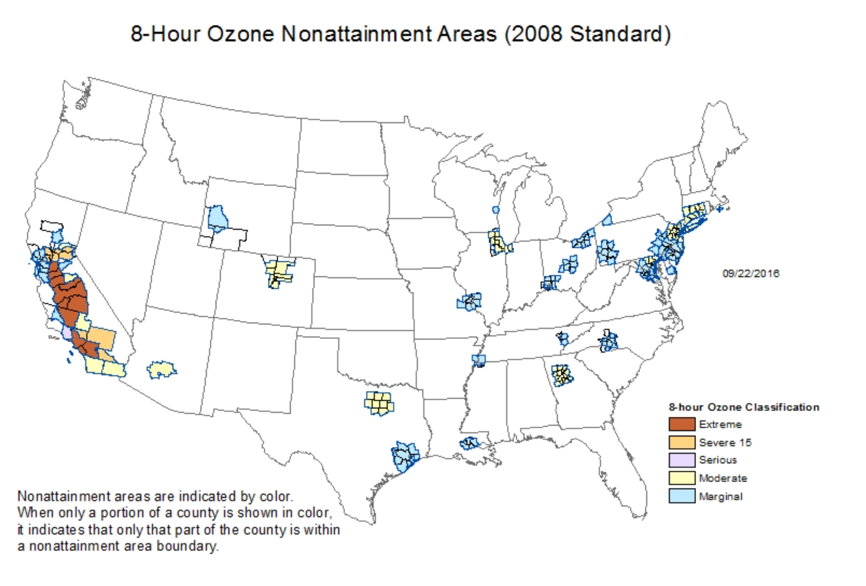 8-Hour Ozone Nonattainment Areas (2008 Standard)
09/22/2016
8-hour Ozone Classification
Extreme
Severe 15
Serious
Moderate
Marginal
Nonattainment areas are indicated by color.
When only a portion of a county is shown in color,
it indicates that only that part of the county is within
a nonattainment area boundary.